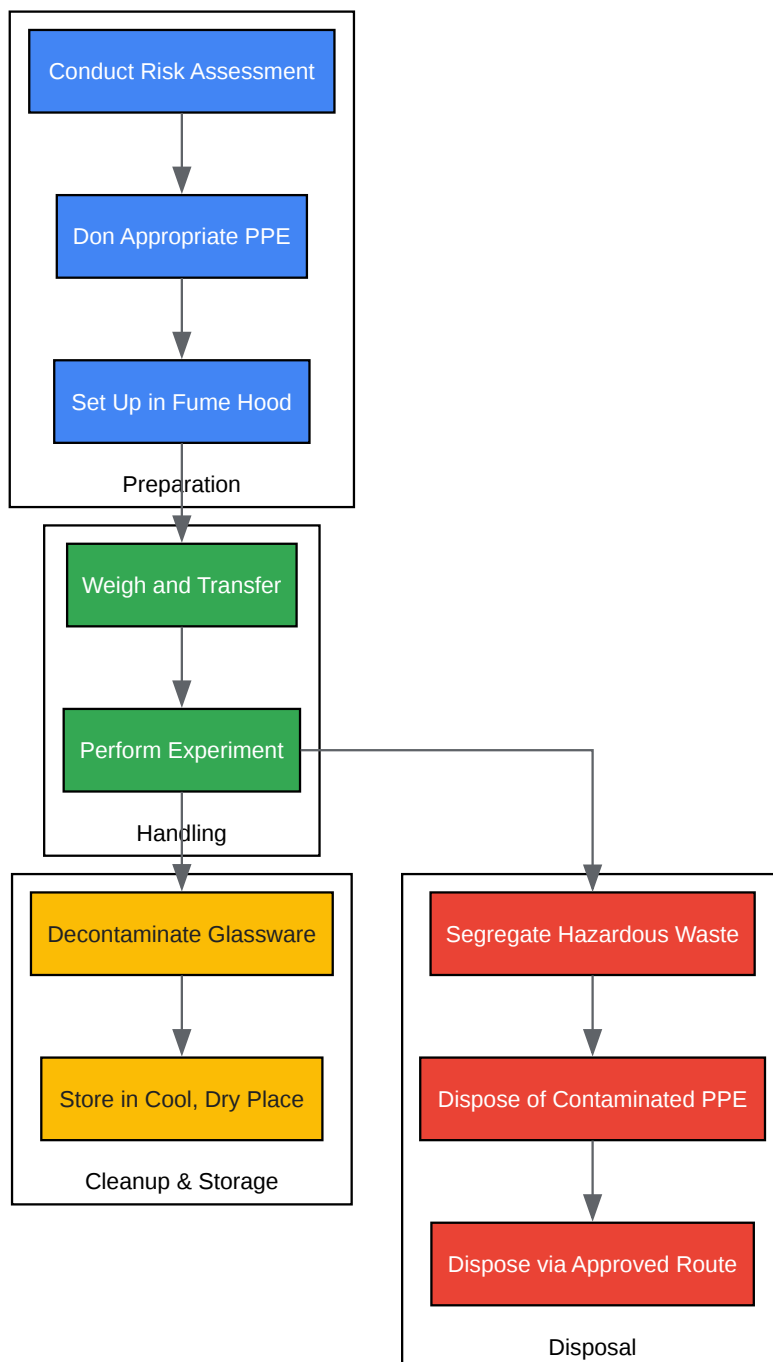 Conduct Risk Assessment
Don Appropriate PPE
Set Up in Fume Hood
Preparation
Weigh and Transfer
Perform Experiment
Handling
Decontaminate Glassware
Store in Cool, Dry Place
Cleanup & Storage
Segregate Hazardous Waste
Dispose of Contaminated PPE
Dispose via Approved Route
Disposal